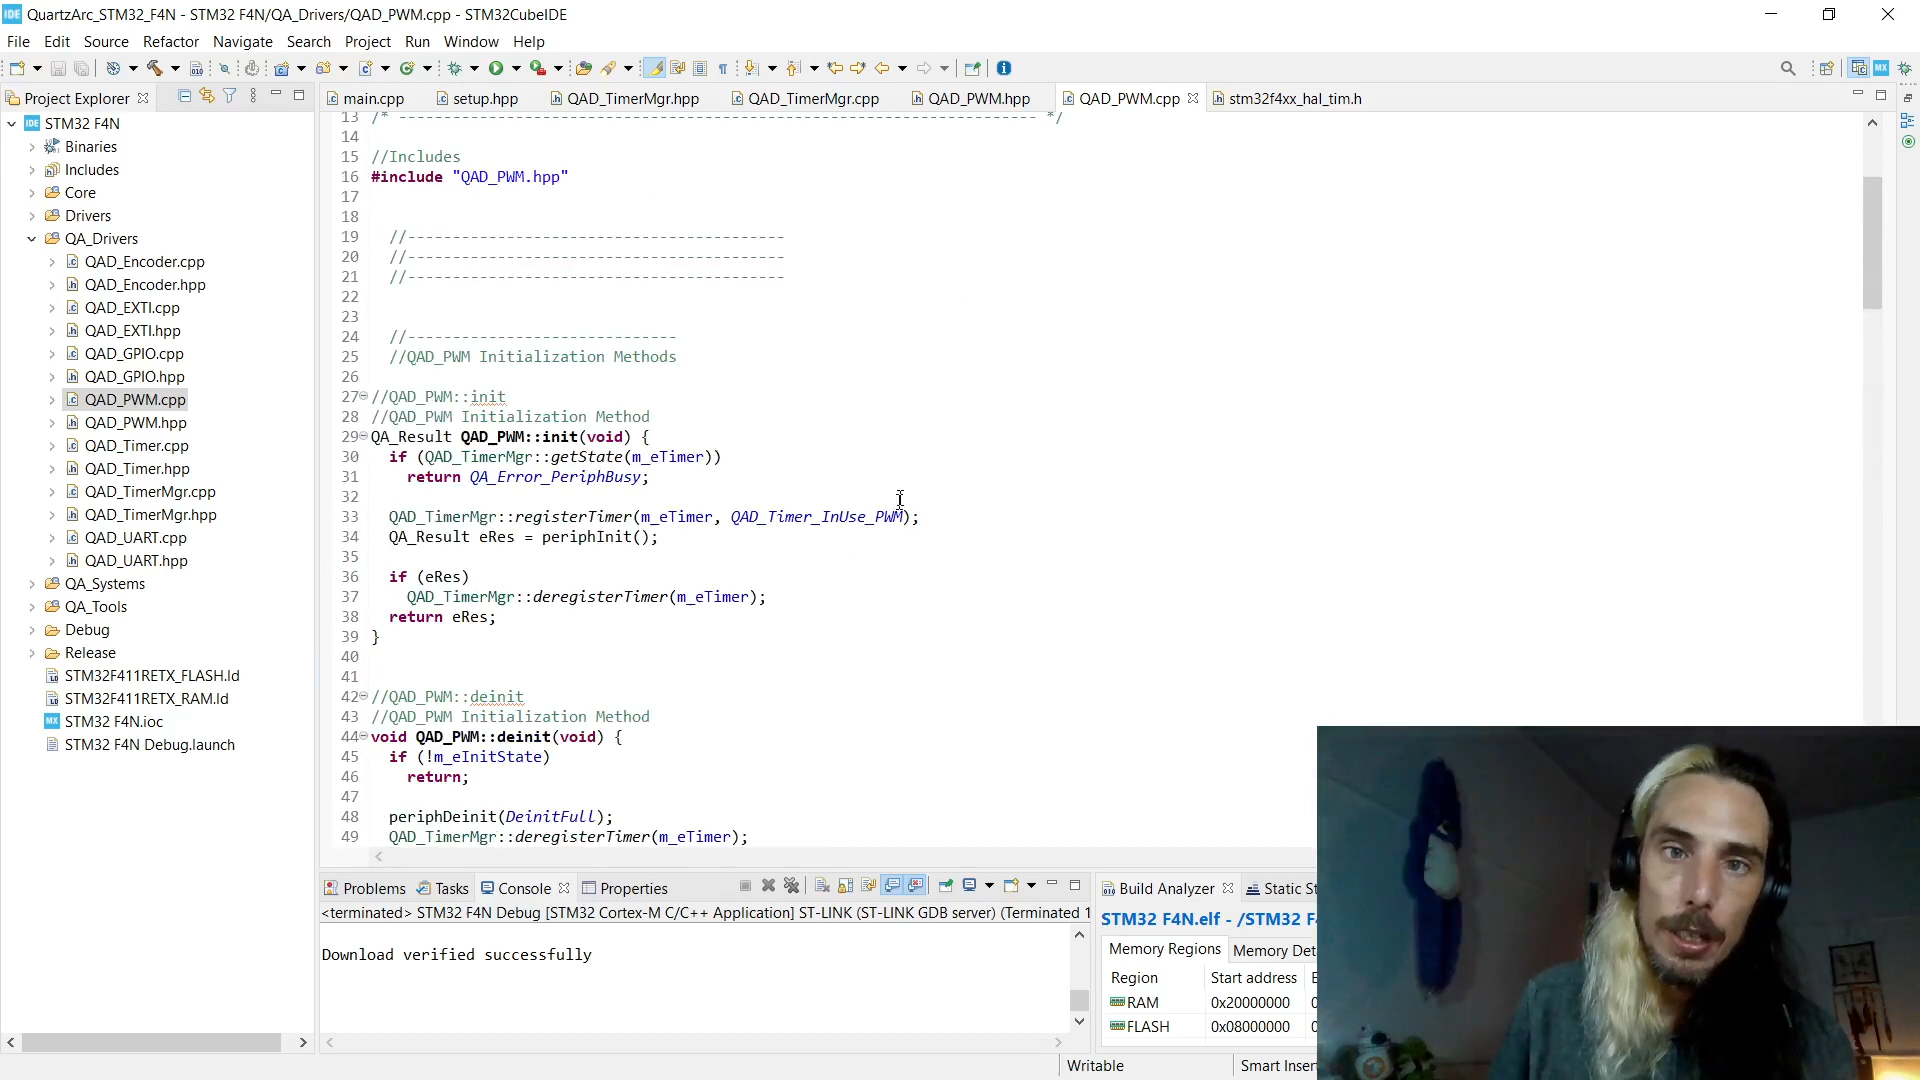 IDE QuartzArc_STM32_F4N - STM32 F4N/QA_Drivers/QAD_PWM.cpp - STM32CubeIDE
File Edit Source Refactor Navigate Search Project Run Window Help
Project Explorer
IDE STM32 F4N
Binaries
Includes
Core
Drivers
QA_Drivers
QAD_Encoder.cpp
QAD_Encoder.hpp
QAD_EXTI.cpp
QAD_EXTI.hpp
QAD_GPIO.cpp
QAD_GPIO.hpp
QAD_PWM.cpp
QAD_PWM.hpp
QAD_Timer.cpp
QAD_Timer.hpp
QAD_TimerMgr.cpp
QAD_TimerMgr.hpp
QAD_UART.cpp
QAD_UART.hpp
QA_Systems
QA_Tools
Debug
Release
STM32F411RETX_FLASH.ld
STM32F411RETX_RAM.ld
MX STM32 F4N.ioc
STM32 F4N Debug.launch
main.cpp setup.hpp QAD_TimerMgr.hpp QAD_TimerMgr.cpp QAD_PWM.hpp QAD_PWM.cpp stm32f4xx_hal_tim.h
13 /* ----------------------------------------------------------------------- */
14
15 //Includes
16 #include "QAD_PWM.hpp"
17
18
19 //------------------------------------------
20 //------------------------------------------
21 //------------------------------------------
22
23
24 //------------------------------
25 //QAD_PWM Initialization Methods
26
27 //QAD_PWM::init
28 //QAD_PWM Initialization Method
29 QA_Result QAD_PWM::init(void) {
30 if (QAD_TimerMgr::getState(m_eTimer))
31 return QA_Error_PeriphBusy;
32
33 QAD_TimerMgr::registerTimer(m_eTimer, QAD_Timer_InUse_PWM);
34 QA_Result eRes = periphInit();
35
36 if (eRes)
37 QAD_TimerMgr::deregisterTimer(m_eTimer);
38 return eRes;
39 }
40
41
42 //QAD_PWM::deinit
43 //QAD_PWM Initialization Method
44 void QAD_PWM::deinit(void) {
45 if (!m_eInitState)
46 return;
47
48 periphDeinit(DeinitFull);
49 QAD_TimerMgr::deregisterTimer(m_eTimer);
Problems Tasks Console Properties
<terminated> STM32 F4N Debug [STM32 Cortex-M C/C++ Application] ST-LINK (ST-LINK GDB server) (Terminated 1
Download verified successfully
Build Analyzer Static St
STM32 F4N.elf - /STM32 F
Memory Regions Memory Det
Region Start address
RAM 0x20000000
FLASH 0x08000000
Writable Smart Inser